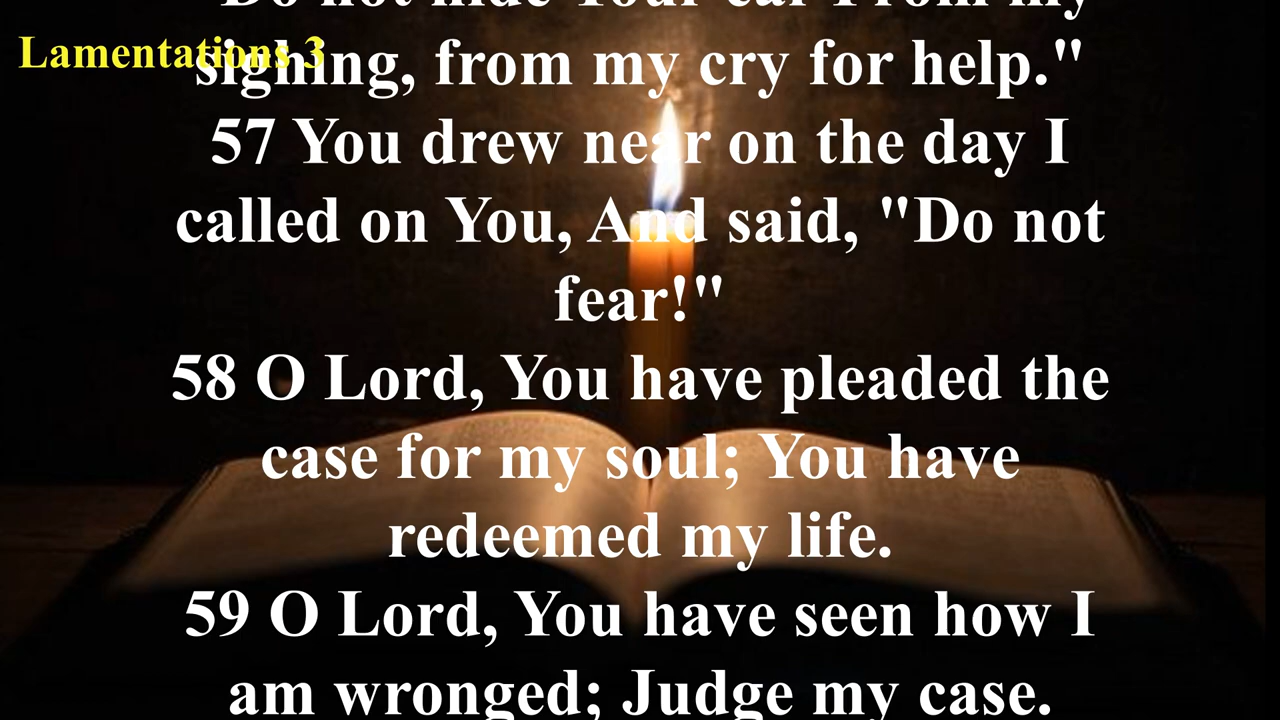 "Do not hide Your ear From my
Lamentations 3
sighing, from my cry for help."
57 You drew near on the day I
called on You, And said, "Do not
fear!"
58 O Lord, You have pleaded the
case for my soul; You have
redeemed my life.
59 O Lord, You have seen how I
am wronged; Judge my case.